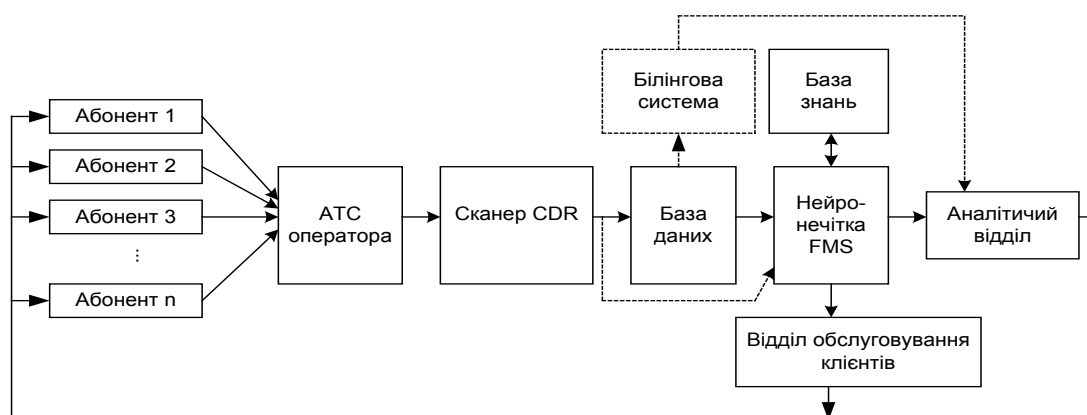 Білінгова
система
База
знань
Абонент 1
Абонент 2
Абонент 3
...
Абонент n
АТС
оператора
Сканер CDR
База
даних
Нейро-
нечітка
FMS
Аналітичий
відділ
Відділ обслуговування
клієнтів